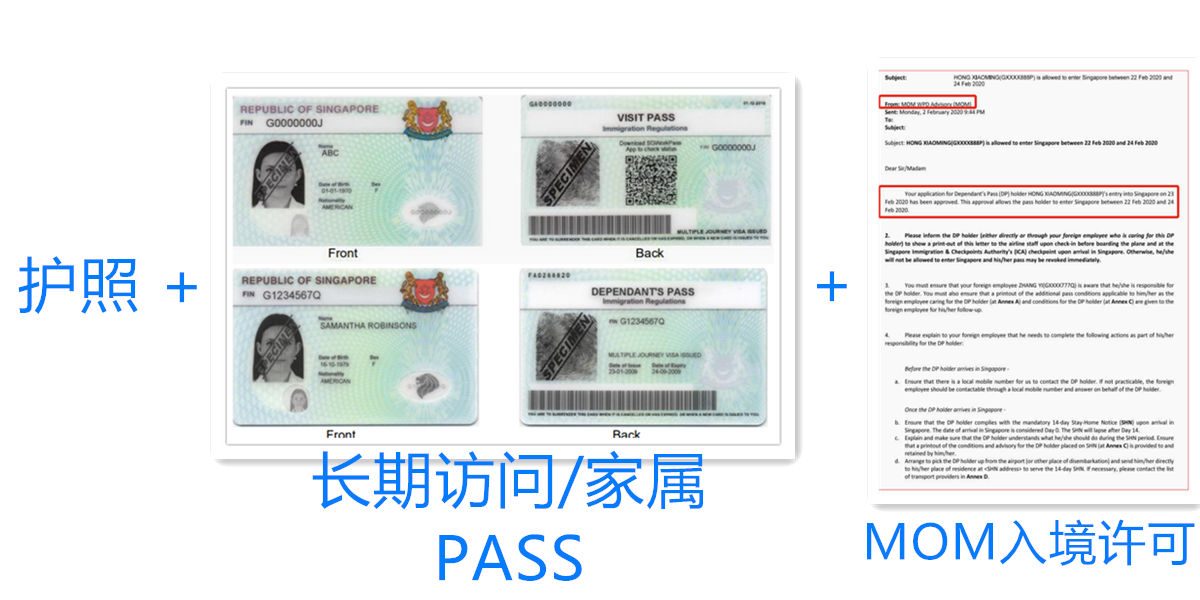 护照
+
REPUBLIC OF SINGAPORE
FIN G0000000J
Name
ABC
Date of Birth Sex
01-01-1970 F
Nationality
AMERICAN
SPECIMEN
Front
GA0000000
VISIT PASS
Immigration Regulations
Download SGWorkPass
App to check status
FIN G0000000J
SPECIMEN
MULTIPLE JOURNEY VISA ISSUED
YOU ARE TO SURRENDER THIS CARD WHEN IT IS CANCELLED OR HAS EXPIRED, OR WHEN A NEW CARD IS ISSUED TO YOU.
Back
REPUBLIC OF SINGAPORE
FIN G1234567Q
Name
SAMANTHA ROBINSONS
Date of Birth Sex
16-10-1979 F
Nationality
AMERICAN
SPECIMEN
Front
DEPENDANT'S PASS
Immigration Regulations
FIN G1234567Q
SPECIMEN
MULTIPLE JOURNEY VISA ISSUED
Date of Issue Date of Expiry
23-01-2009 24-09-2009
YOU ARE TO SURRENDER THIS CARD WHEN IT IS CANCELLED OR HAS EXPIRED, OR WHEN A NEW CARD IS ISSUED TO YOU.
Back
长期访问/家属
PASS
+
Subject: HONG XIAOMING(GXXXX888P) is allowed to enter Singapore between 22 Feb 2020 and
24 Feb 2020
From: MOM WPD Advisory (MOM)
Sent: Monday, 2 February 2020 9:44 PM
To:
Subject:
Subject: HONG XIAOMING(GXXXX888P) is allowed to enter Singapore between 22 Feb 2020 and 24 Feb 2020
Dear Sir/Madam
Your application for Dependant's Pass (DP) holder HONG XIAOMING(GXXXX888P)'s entry into Singapore on 23
Feb 2020 has been approved. This approval allows the pass holder to enter Singapore between 22 Feb 2020 and 24
Feb 2020.
2. Please inform the DP holder (either directly or through your foreign employee who is caring for this DP
holder) to show a print-out of this letter to the airline staff upon check-in before boarding the plane and at the
Singapore Immigration & Checkpoints Authority's (ICA) checkpoint upon arrival in Singapore. Otherwise, he/she
will not be allowed to enter Singapore and his/her pass may be revoked immediately.
3. You must ensure that your foreign employee ZHANG YI(GXXXX777Q) is aware that he/she is responsible for
the DP holder. You must also ensure that a printout of the additional pass conditions applicable to him/her as the
foreign employee caring for the DP holder (at Annex A) and conditions for the DP holder (at Annex C) are given to the
foreign employee for his/her follow-up.
4. Please explain to your foreign employee that he needs to complete the following actions as part of his/her
responsibility for the DP holder:
Before the DP holder arrives in Singapore -
a. Ensure that there is a local mobile number for us to contact the DP holder. If not practicable, the foreign
employee should be contactable through a local mobile number and answer on behalf of the DP holder.
Once the DP holder arrives in Singapore -
b. Ensure that the DP holder complies with the mandatory 14-day Stay-Home Notice (SHN) upon arrival in
Singapore. The date of arrival in Singapore is considered Day 0. The SHN will lapse after Day 14.
c. Explain and make sure that the DP holder understands what he/she should do during the SHN period. Ensure
that a printout of the conditions and advisory for the DP holder placed on SHN (at Annex C) is provided to and
retained by him/her.
d. Arrange to pick the DP holder up from the airport (or other place of disembarkation) and send him/her directly
to his/her place of residence at <SHN address> to serve the 14-day SHN. If necessary, please contact the list
of transport providers in Annex D.
MOM入境许可